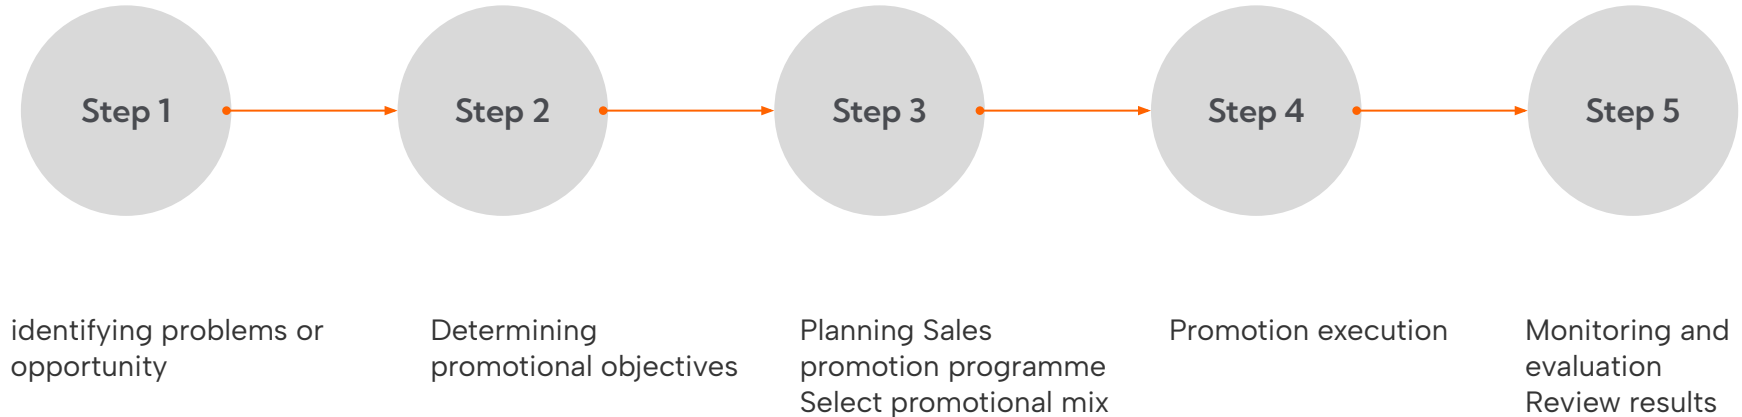 Step 1
Step 2
Step 3
Step 4
Step 5
identifying problems or
opportunity
Determining
promotional objectives
Planning Sales
promotion programme
Select promotional mix
Promotion execution
Monitoring and
evaluation
Review results